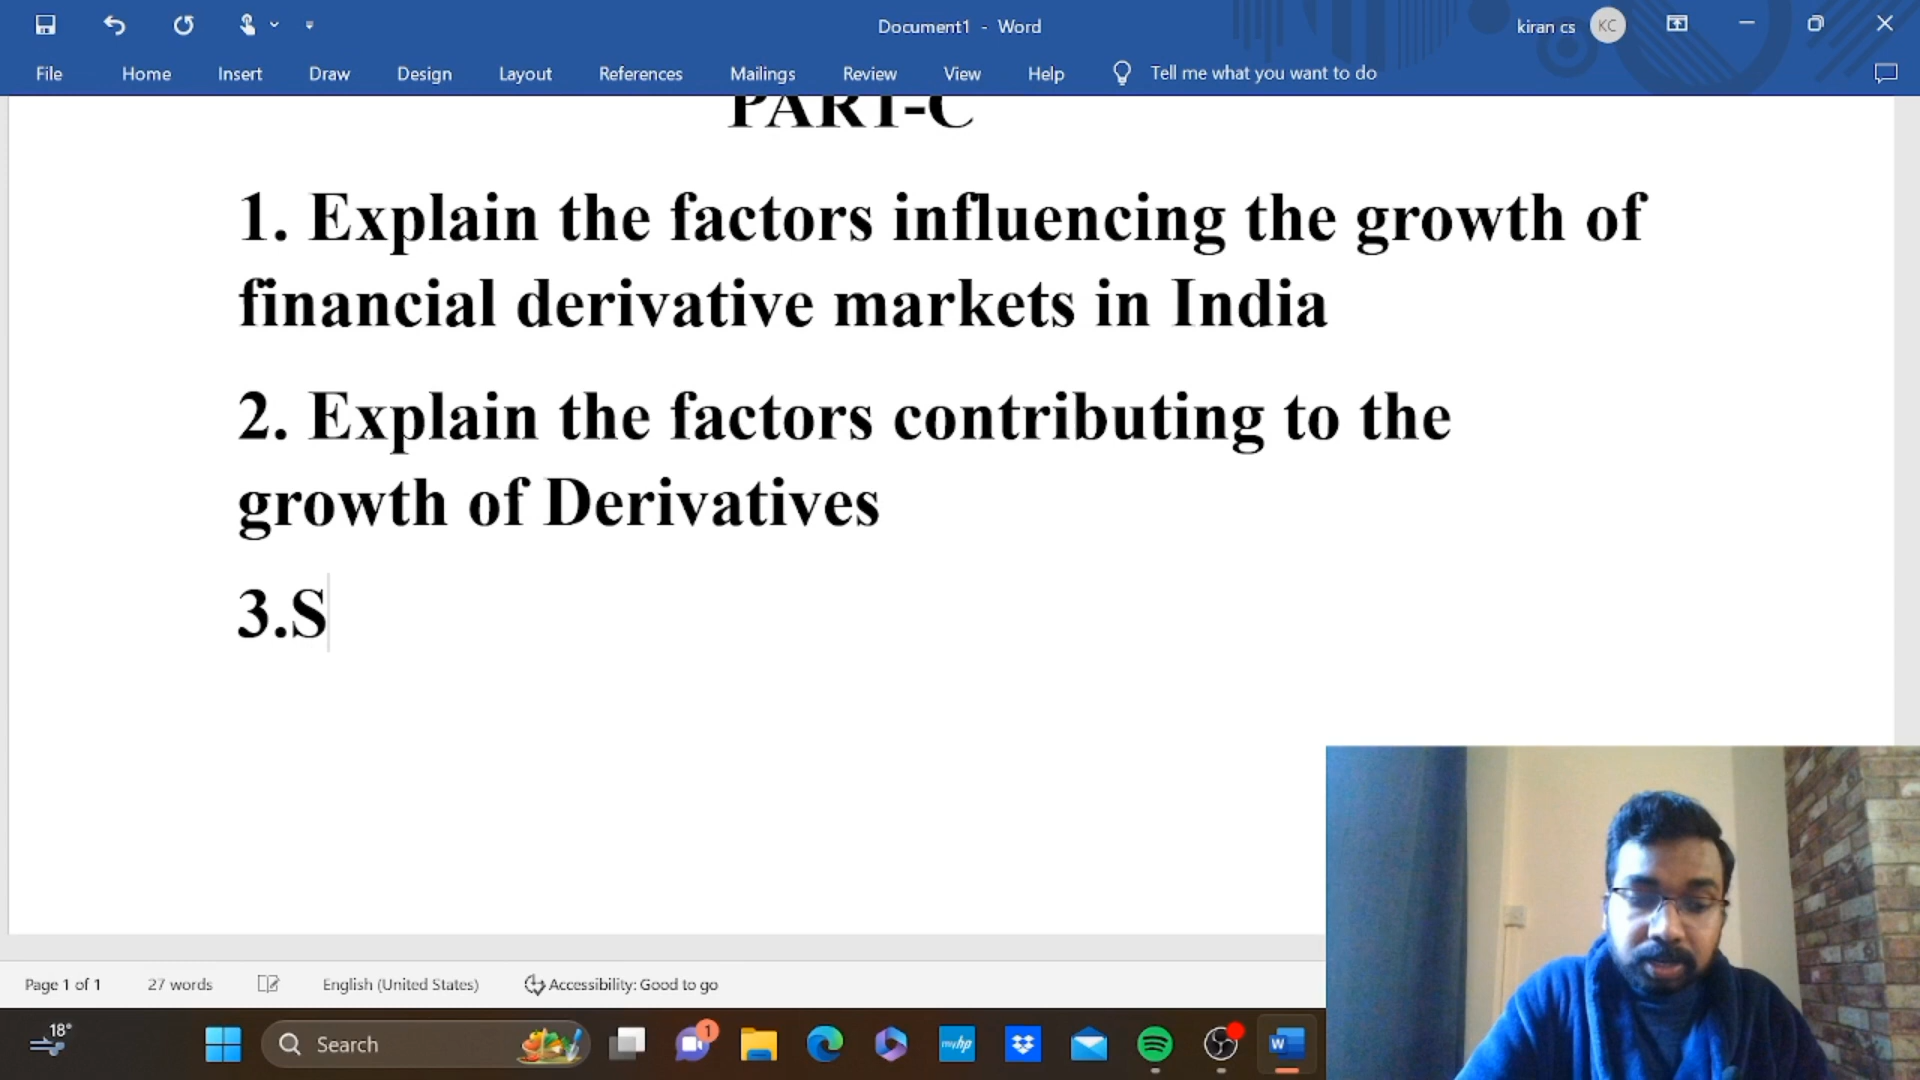 Document1 - Word
kiran cs
KC
File Home Insert Draw Design Layout References Mailings Review View Help Tell me what you want to do
PART-C
1. Explain the factors influencing the growth of
financial derivative markets in India
2. Explain the factors contributing to the
growth of Derivatives
3.S
Page 1 of 1 27 words English (United States) Accessibility: Good to go
18°
Search
1
myhp
W